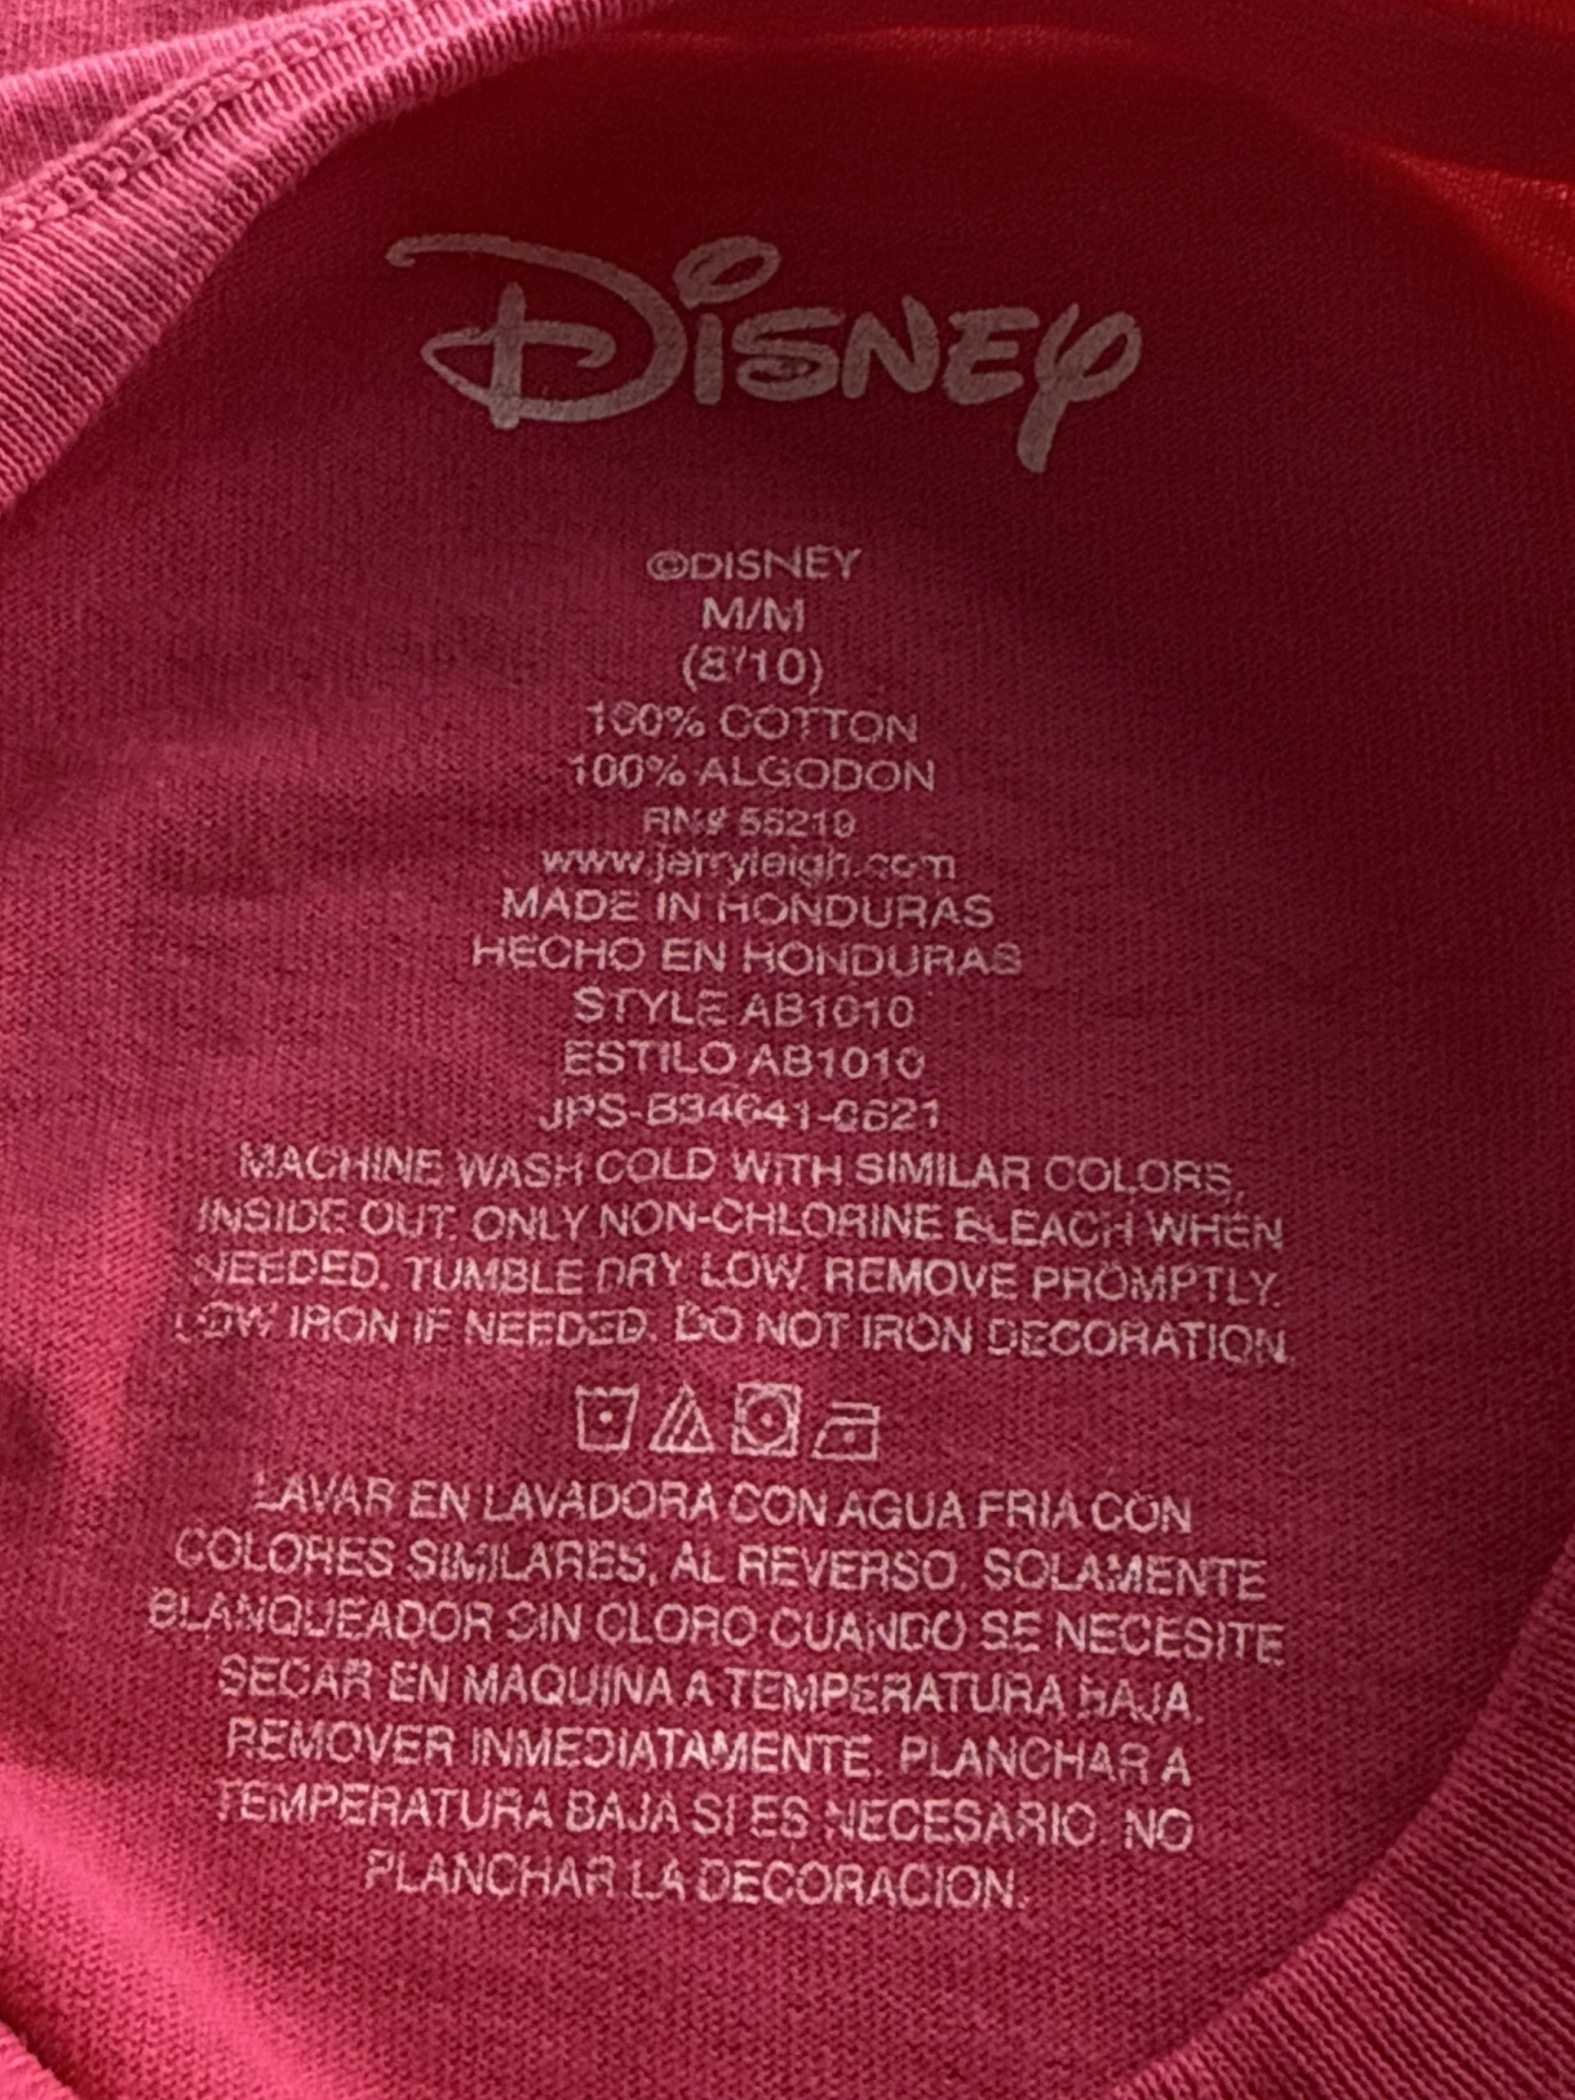 DISNEY
©DISNEY
M/M
(8/10)
100% COTTON
100% ALGODON
RN# 55219
www.jerryleigh.com
MADE IN HONDURAS
HECHO EN HONDURAS
STYLE AB1010
ESTILO AB1010
JPS-B34641-0621
MACHINE WASH COLD WITH SIMILAR COLORS,
INSIDE OUT. ONLY NON-CHLORINE BLEACH WHEN
NEEDED. TUMBLE DRY LOW. REMOVE PROMPTLY.
LOW IRON IF NEEDED. DO NOT IRON DECORATION.
LAVAR EN LAVADORA CON AGUA FRIA CON
COLORES SIMILARES, AL REVERSO. SOLAMENTE
BLANQUEADOR SIN CLORO CUANDO SE NECESITE
SECAR EN MAQUINA A TEMPERATURA BAJA.
REMOVER INMEDIATAMENTE. PLANCHAR A
TEMPERATURA BAJA SI ES NECESARIO. NO
PLANCHAR LA DECORACION.